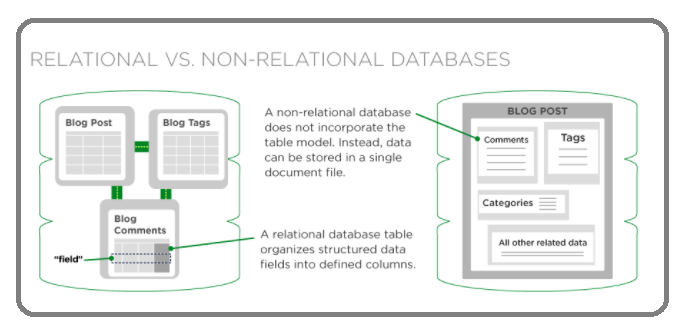 RELATIONAL VS. NON-RELATIONAL DATABASES
Blog Post
Blog Tags
Blog
Comments
"field"
A non-relational database
does not incorporate the
table model. Instead, data
can be stored in a single
document file.
A relational database table
organizes structured data
fields into defined columns.
BLOG POST
Comments
Tags
Categories
All other related data